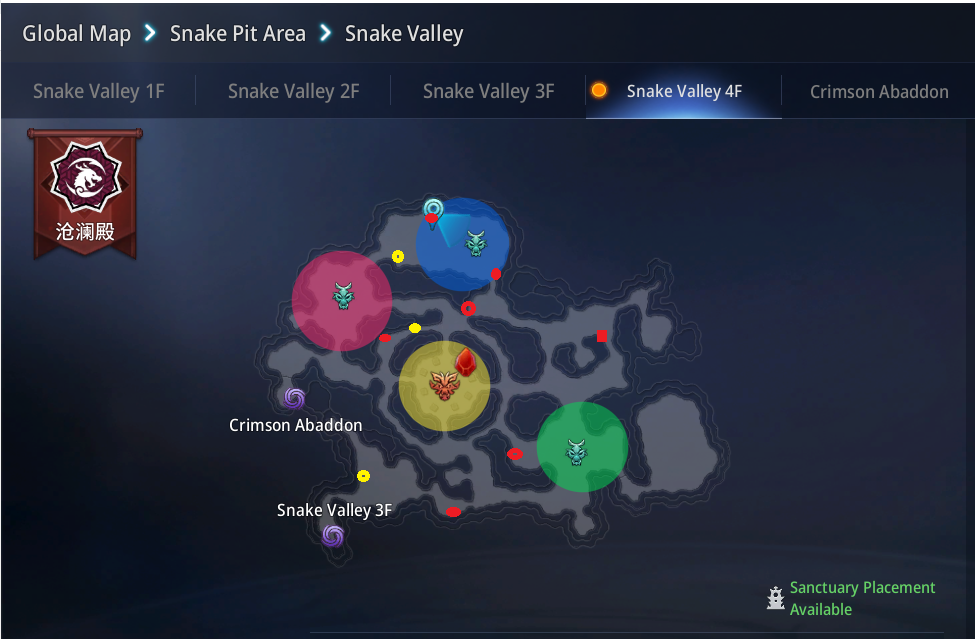 Global Map > Snake Pit Area > Snake Valley
Snake Valley 1F
Snake Valley 2F
Snake Valley 3F
Snake Valley 4F
Crimson Abaddon
沧澜殿
Crimson Abaddon
Snake Valley 3F
Sanctuary Placement
Available